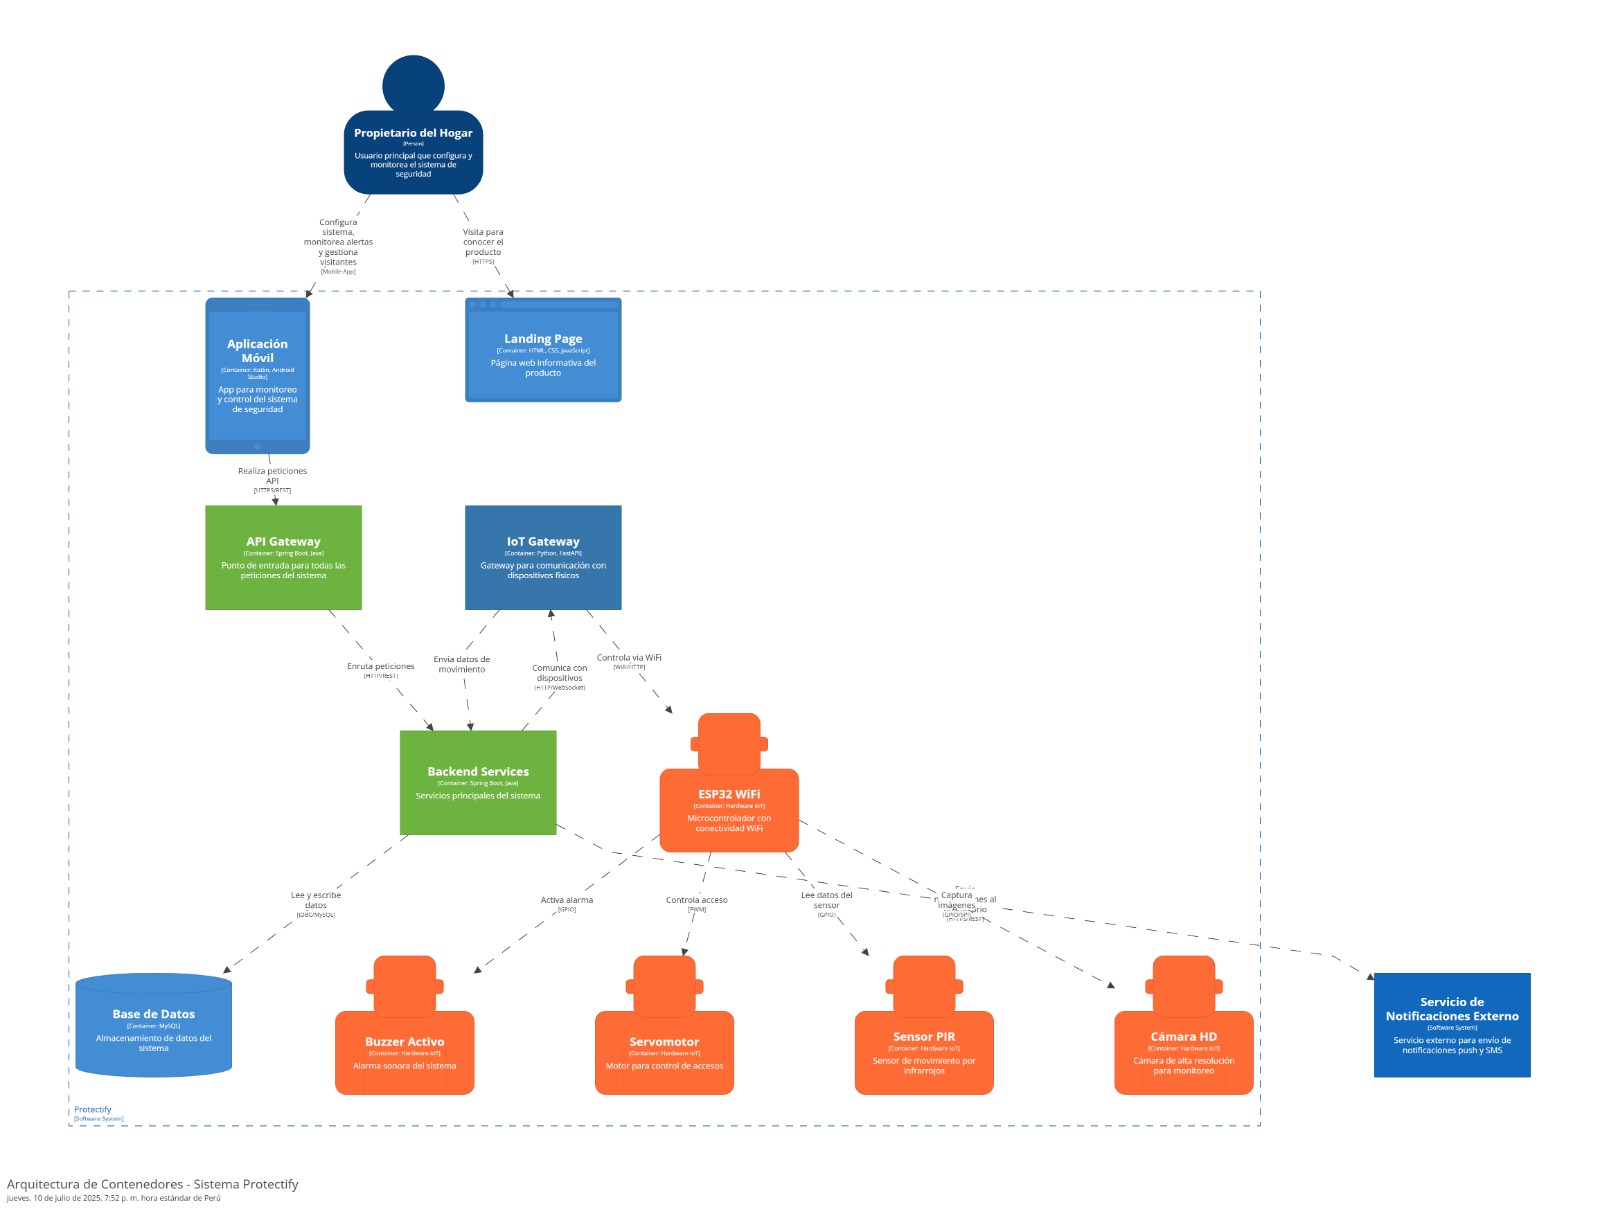 Propietario del Hogar
[Person]
Usuario principal que configura y
monitorea el sistema de
seguridad
Configura
sistema,
monitorea alertas
y gestiona
visitantes
[Mobile App]
Visita para
conocer el
producto
[HTTPS]
Aplicación
Móvil
[Container: Kotlin, Android
Studio]
App para monitoreo
y control del sistema
de seguridad
Landing Page
[Container: HTML, CSS, JavaScript]
Página web informativa del
producto
Realiza peticiones
API
[HTTPS/REST]
API Gateway
[Container: Spring Boot, Java]
Punto de entrada para todas las
peticiones del sistema
IoT Gateway
[Container: Python, FastAPI]
Gateway para comunicación con
dispositivos físicos
Enruta peticiones
[HTTP/REST]
Envía datos de
movimiento
Comunica con
dispositivos
[HTTP/WebSocket]
Controla via WiFi
[WiFi/HTTP]
Backend Services
[Container: Spring Boot, Java]
Servicios principales del sistema
ESP32 WiFi
[Container: Hardware IoT]
Microcontrolador con
conectividad WiFi
Lee y escribe
datos
[JDBC/MySQL]
Activa alarma
[GPIO]
Controla acceso
[PWM]
Lee datos del
sensor
[GPIO]
Captura
imágenes
[GPIO/SPI]
[HTTPS/REST]
Base de Datos
[Container: MySQL]
Almacenamiento de datos del
sistema
Buzzer Activo
[Container: Hardware IoT]
Alarma sonora del sistema
Servomotor
[Container: Hardware IoT]
Motor para control de accesos
Sensor PIR
[Container: Hardware IoT]
Sensor de movimiento por
infrarrojos
Cámara HD
[Container: Hardware IoT]
Cámara de alta resolución
para monitoreo
Servicio de
Notificaciones Externo
[Software System]
Servicio externo para envío de
notificaciones push y SMS
Protectify
[Software System]
Arquitectura de Contenedores - Sistema Protectify
jueves, 10 de julio de 2025, 7:52 p. m. hora estándar de Perú